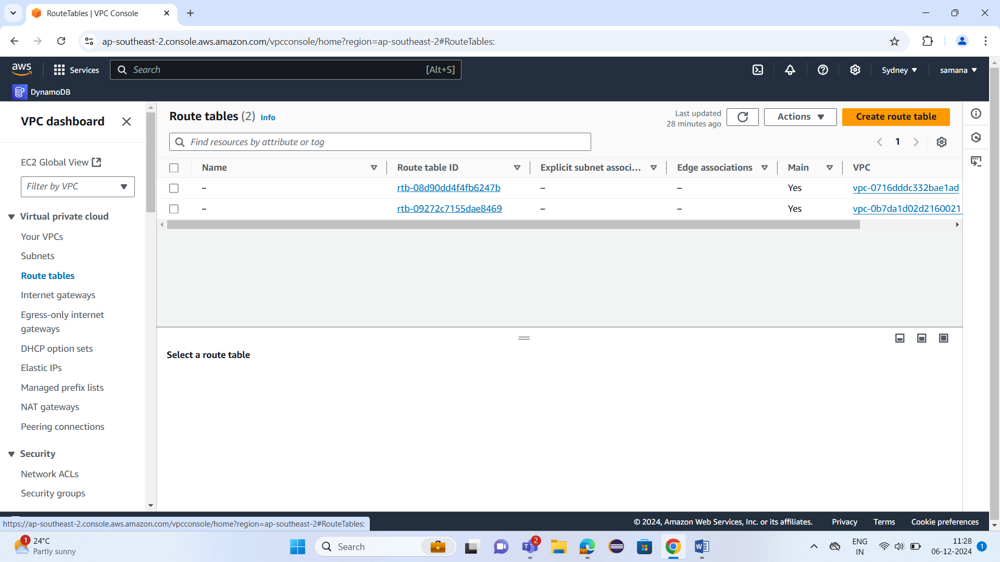 RouteTables | VPC Console
ap-southeast-2.console.aws.amazon.com/vpcconsole/home?region=ap-southeast-2#RouteTables:
aws
Services
Search
[Alt+S]
Sydney
samana
DynamoDB
VPC dashboard
EC2 Global View
Filter by VPC
Virtual private cloud
Your VPCs
Subnets
Route tables
Internet gateways
Egress-only internet
gateways
DHCP option sets
Elastic IPs
Managed prefix lists
NAT gateways
Peering connections
Security
Network ACLs
Security groups
Route tables (2) Info
Last updated
28 minutes ago
Actions
Create route table
Find resources by attribute or tag
1
Name Route table ID Explicit subnet associ... Edge associations Main VPC
– rtb-08d90dd4f4fb6247b – – Yes vpc-0716dddc332bae1ad
– rtb-09272c7155dae8469 – – Yes vpc-0b7da1d02d2160021
Select a route table
https://ap-southeast-2.console.aws.amazon.com/vpcconsole/home?region=ap-southeast-2#RouteTables:
© 2024, Amazon Web Services, Inc. or its affiliates.
Privacy
Terms
Cookie preferences
1
24°C
Partly sunny
Search
2
ENG
IN
11:28
06-12-2024
1